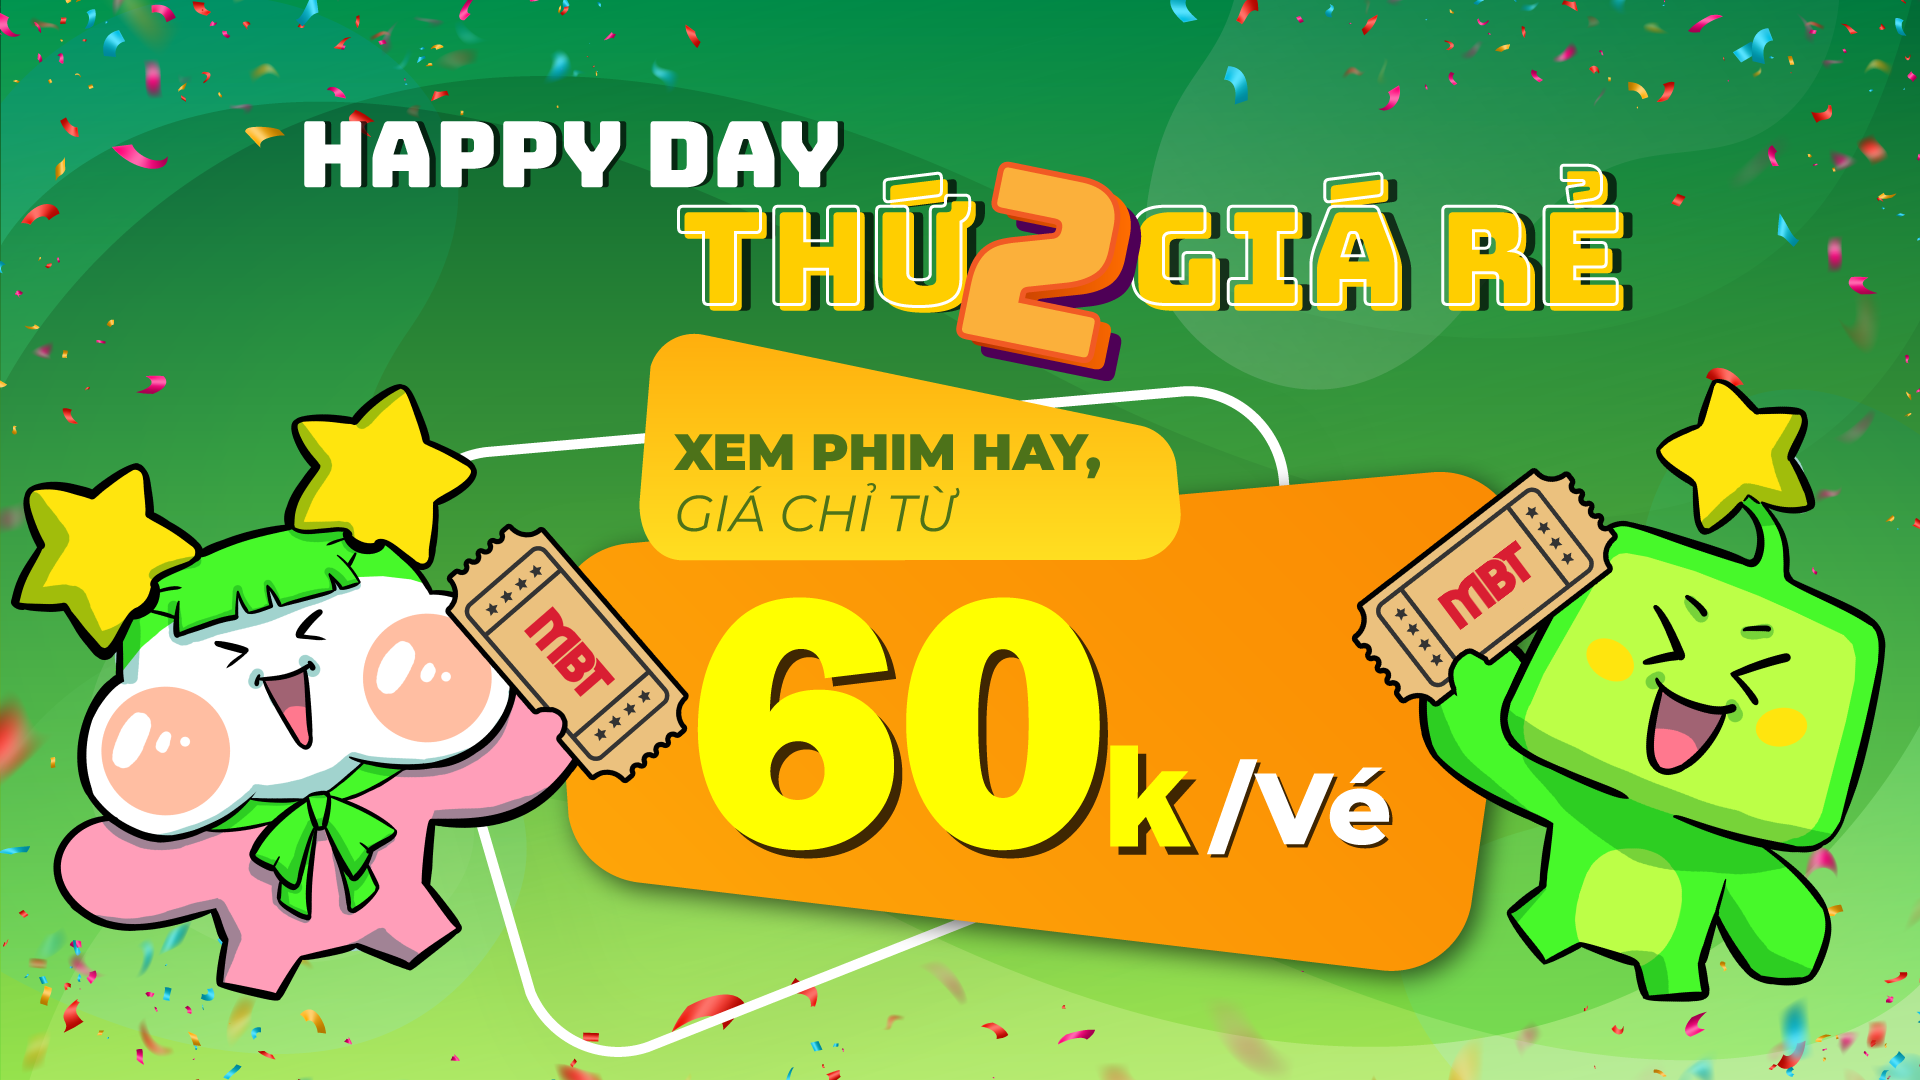 HAPPY DAY
THỨ 2 GIÁ RẺ
XEM PHIM HAY,
GIÁ CHỈ TỪ
60k/Vé
MBT
MBT